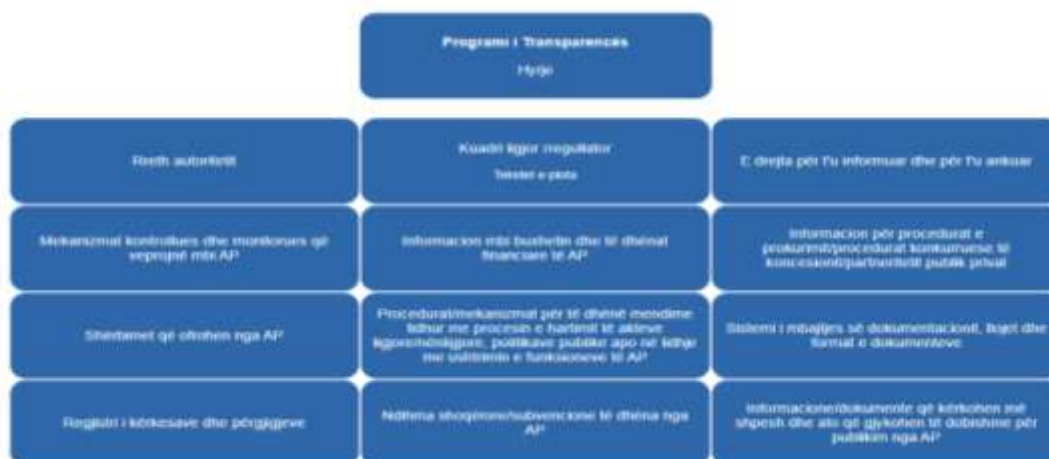 Programi i Transparencës
Hyrje
Rreth autoritetit
Kuadri ligjor rregullator
Tekstet e plota
E drejta për t'u informuar dhe për t'u ankuar
Mekanizmat kontrollues dhe monitorues që
veprojnë mbi AP
Informacion mbi buxhetin dhe të dhënat
financiare të AP
Informacion për procedurat e
prokurimit/procedurat konkurruese të
koncesionit/partneritetit publik privat
Shërbimet që ofrohen nga AP
Procedurat/mekanizmat për të dhënë mendime
lidhur me procesin e hartimit të akteve
ligjore/nënligjore, politikave publike apo në lidhje
me ushtrimin e funksioneve të AP
Sistemi i mbajtjes së dokumentacionit, llojet dhe
format e dokumenteve
Regjistri i kërkesave dhe përgjigjeve
Ndihma shoqërore/subvencione të dhëna nga
AP
Informacione/dokumente që kërkohen më
shpesh dhe ato që gjykohen të dobishme për
publikim nga AP